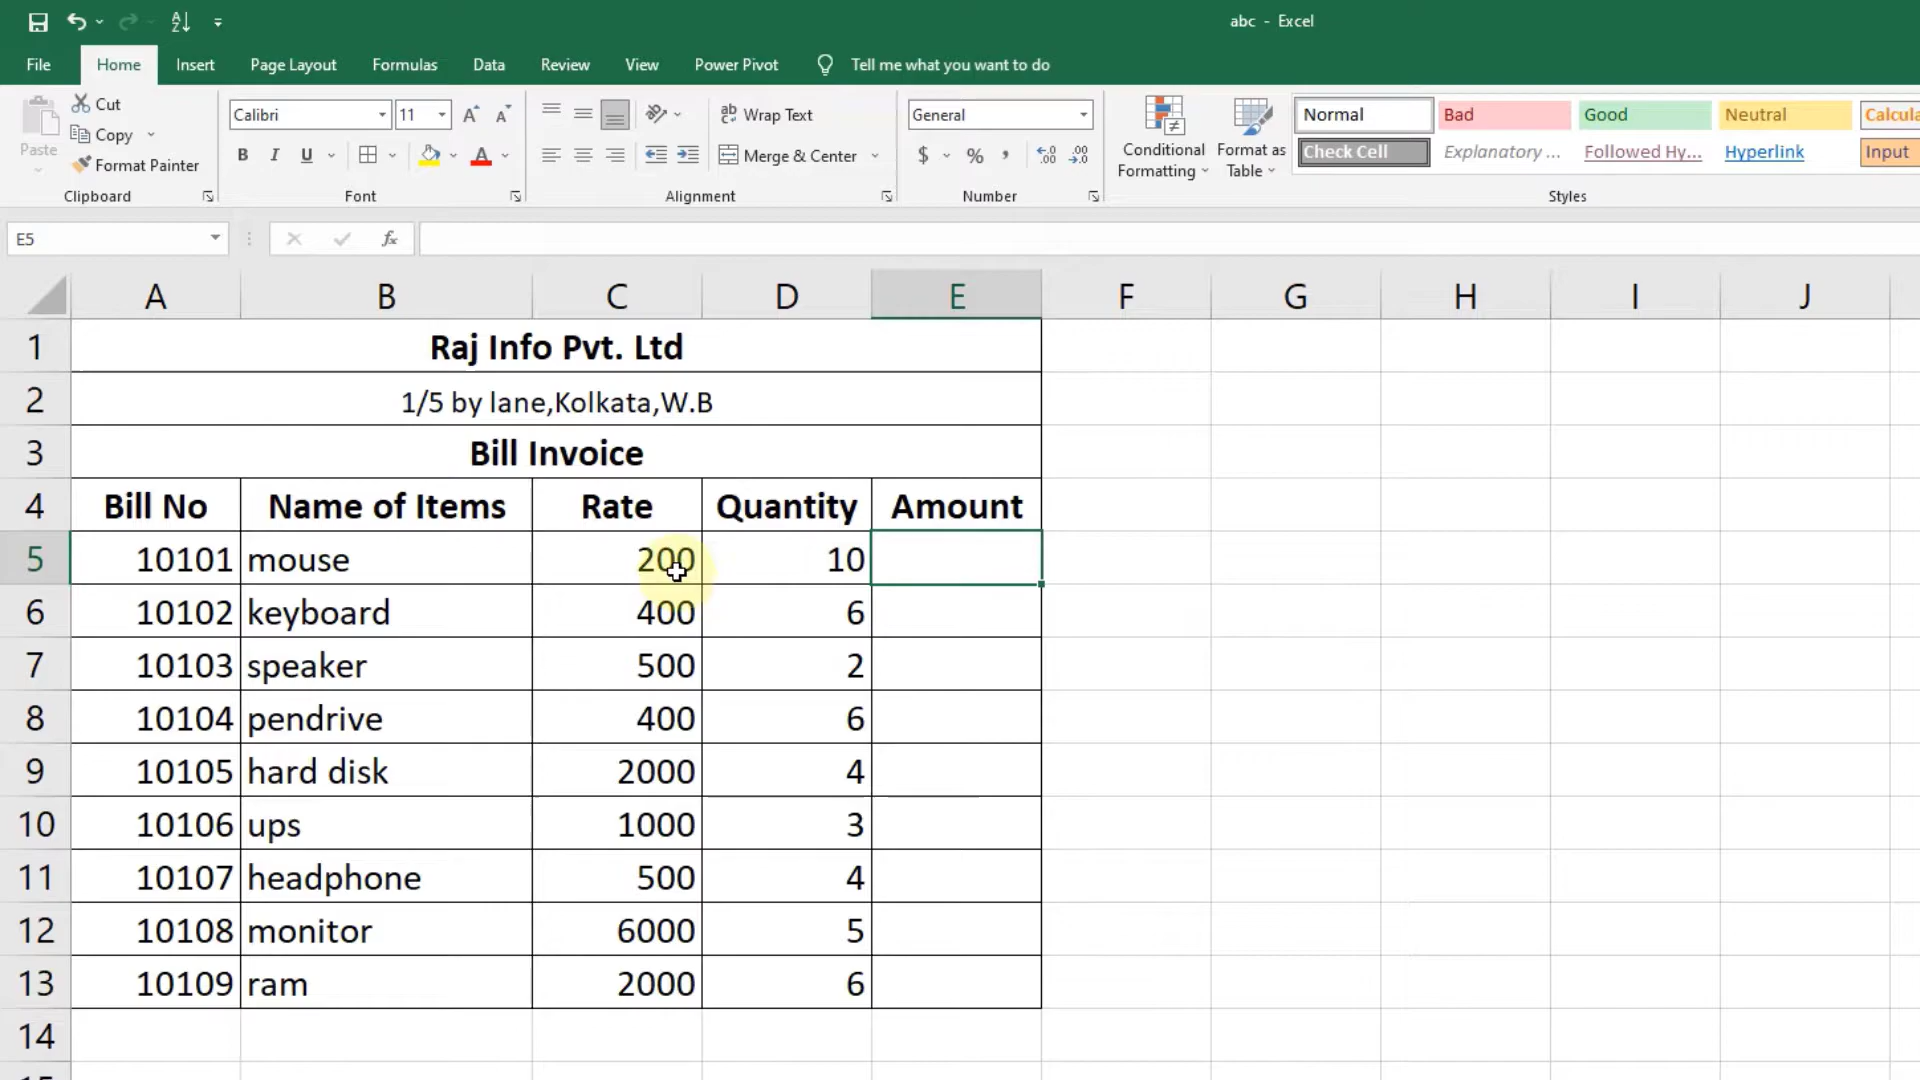 abc - Excel
File Home Insert Page Layout Formulas Data Review View Power Pivot Tell me what you want to do
Cut
Copy
Format Painter
Paste
Clipboard
Calibri 11
B I U
Font
Wrap Text
Merge & Center
Alignment
General
$ % ,
Number
Conditional Formatting
Format as Table
Normal Bad Good Neutral
Check Cell Explanatory ... Followed Hy... Hyperlink Input
Styles
E5 fx
A B C D E F G H I J
1 Raj Info Pvt. Ltd
2 1/5 by lane,Kolkata,W.B
3 Bill Invoice
4 Bill No Name of Items Rate Quantity Amount
5 10101 mouse 200 10
6 10102 keyboard 400 6
7 10103 speaker 500 2
8 10104 pendrive 400 6
9 10105 hard disk 2000 4
10 10106 ups 1000 3
11 10107 headphone 500 4
12 10108 monitor 6000 5
13 10109 ram 2000 6
14